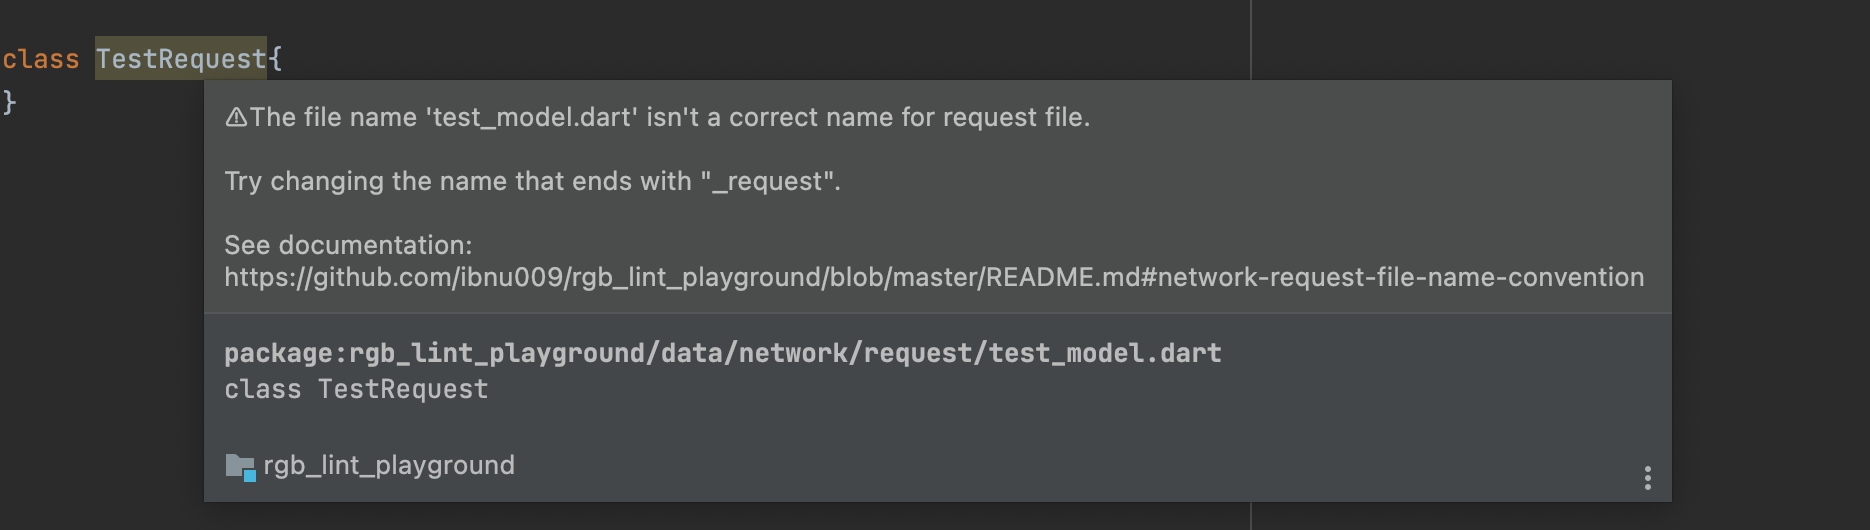 class TestRequest{
}
⚠The file name 'test_model.dart' isn't a correct name for request file.
Try changing the name that ends with "_request".
See documentation:
https://github.com/ibnu009/rgb_lint_playground/blob/master/README.md#network-request-file-name-convention
package:rgb_lint_playground/data/network/request/test_model.dart
class TestRequest
rgb_lint_playground